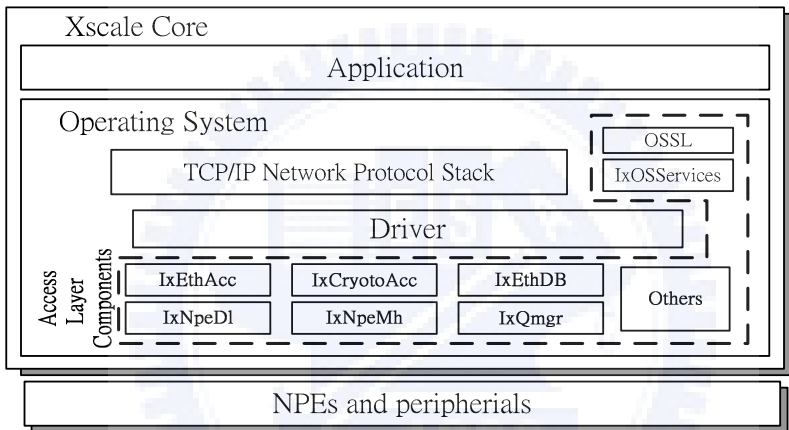 Xscale Core
Application
Operating System
OSSL
IxOSServices
TCP/IP Network Protocol Stack
Driver
Access
Layer
Components
IxEthAcc
IxCryotoAcc
IxEthDB
Others
IxNpeDl
IxNpeMh
IxQmgr
NPEs and peripherials